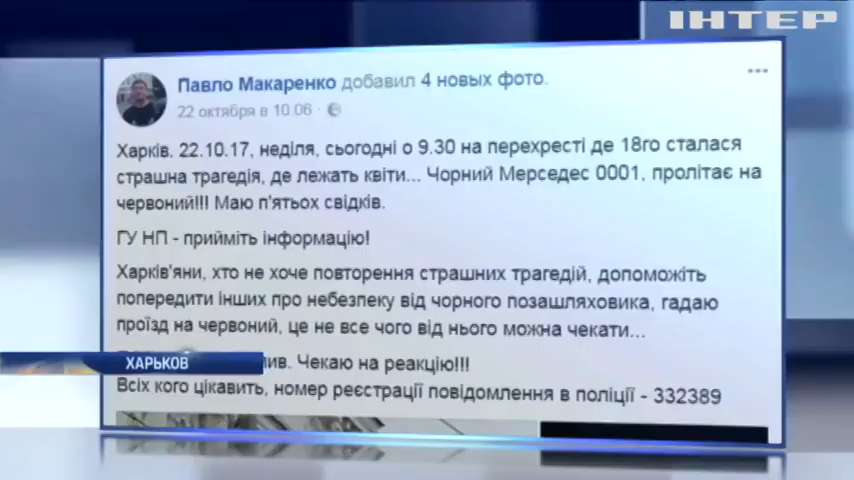 ІНТЕР
Павло Макаренко добавил 4 новых фото.
22 октября в 10:06
Харків. 22.10.17, неділя, сьогодні о 9.30 на перехресті де 18го сталася
страшна трагедія, де лежать квіти... Чорний Мерседес 0001, пролітає на
червоний!!! Маю п'ятьох свідків.
ГУ НП - прийміть інформацію!
Харків'яни, хто не хоче повторення страшних трагедій, допоможіть
попередити інших про небезпеку від чорного позашляховика, гадаю
проїзд на червоний, це не все чого від нього можна чекати...
ХАРЬКОВ
Чекаю на реакцію!!!
Всіх кого цікавить, номер реєстрації повідомлення в поліції - 332389